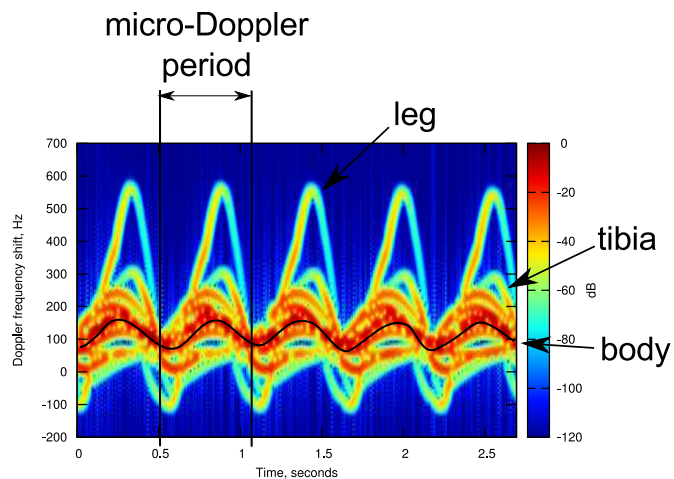 micro-Doppler
period
leg
tibia
body
700
600
500
400
300
200
100
0
-100
-200
Doppler frequency shift, Hz
0
0.5
1
1.5
2
2.5
Time, seconds
0
-20
-40
-60
-80
-100
-120
dB